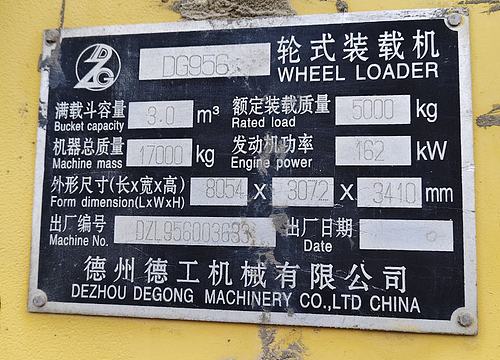 DG956 轮式装载机
WHEEL LOADER
满载斗容量 3.0 m³ 额定装载质量 5000 kg
Bucket capacity Rated load
机器总质量 17000 kg 发动机功率 162 kW
Machine mass Engine power
外形尺寸(长x宽x高) 8054 X 3072 X 3410 mm
Form dimension(LxWxH)
出厂编号 出厂日期
Machine No. Date
德州德工机械有限公司
DEZHOU DEGONG MACHINERY CO.,LTD CHINA